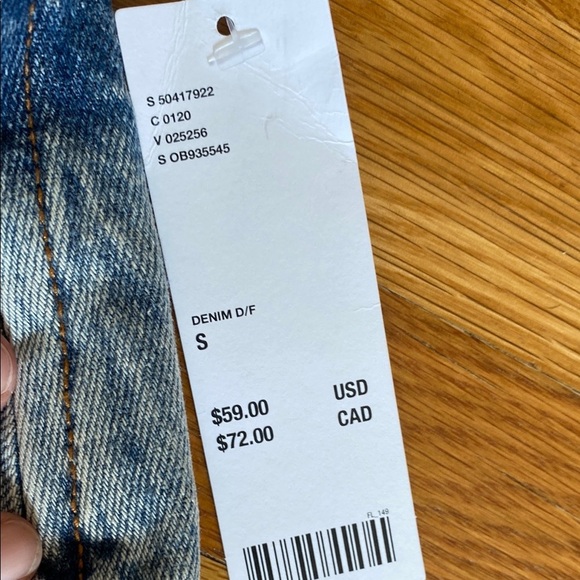 S 50417922
C 0120
V 025256
S OB935545
DENIM D/F
S
$59.00 USD
$72.00 CAD
FL_149